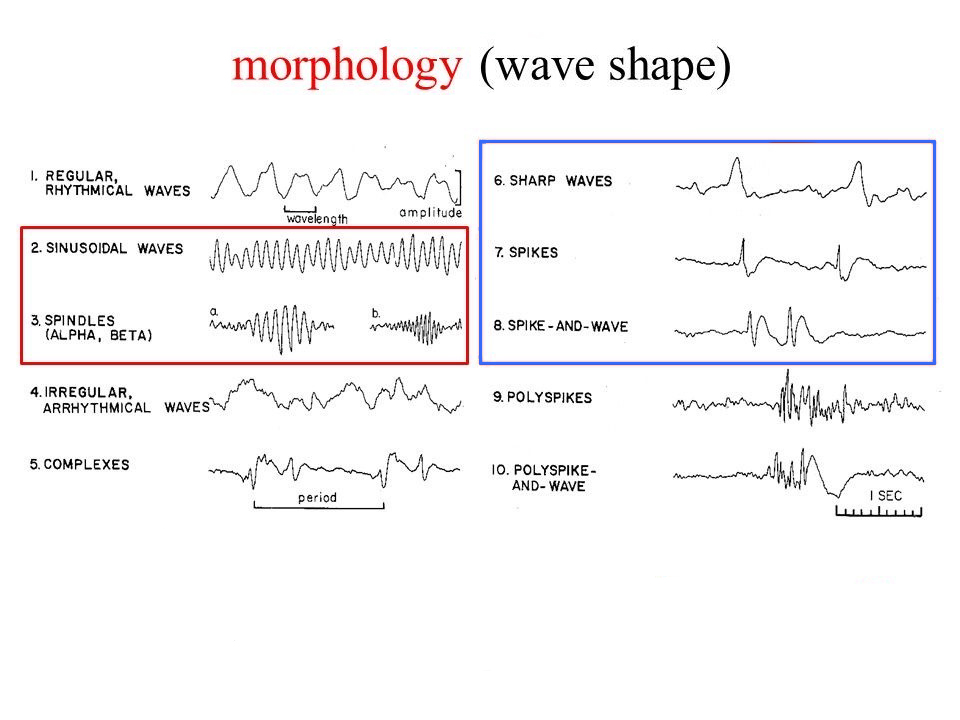 morphology (wave shape)
1. REGULAR,
RHYTHMICAL WAVES
wavelength
amplitude
2. SINUSOIDAL WAVES
3. SPINDLES
(ALPHA, BETA)
a.
b.
4. IRREGULAR,
ARRHYTHMICAL WAVES
5. COMPLEXES
period
6. SHARP WAVES
7. SPIKES
8. SPIKE-AND-WAVE
9. POLYSPIKES
10. POLYSPIKE-
AND-WAVE
1 SEC